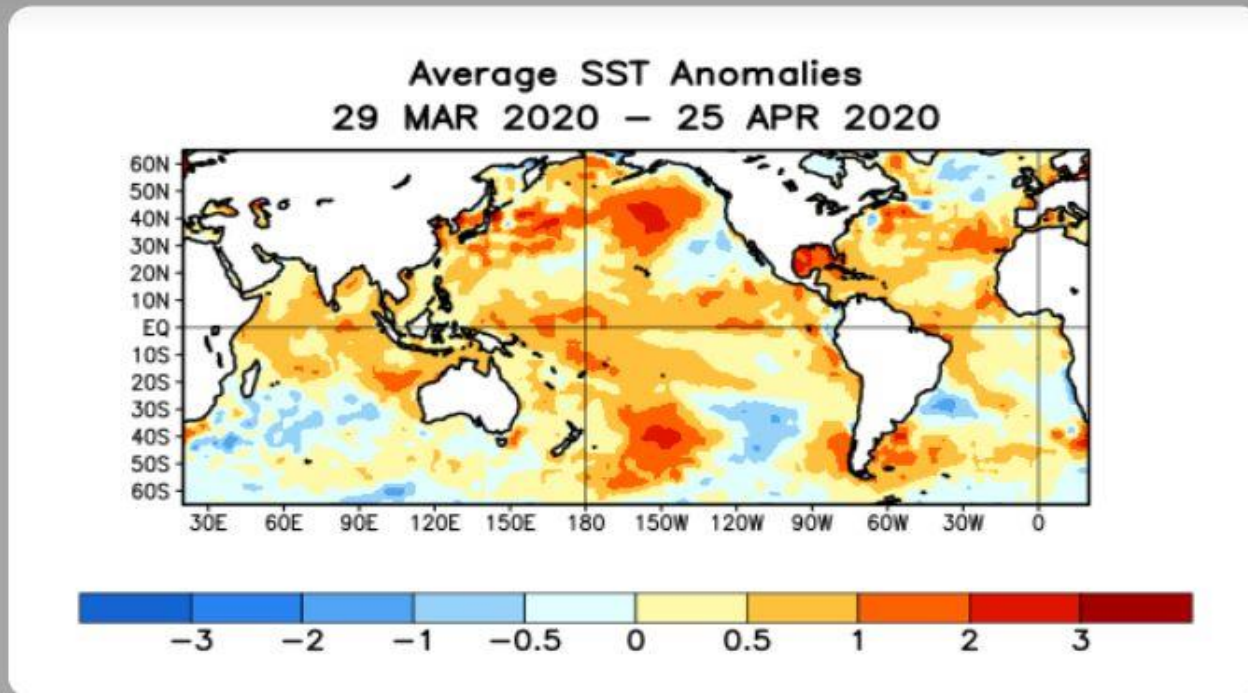 Average SST Anomalies
29 MAR 2020 – 25 APR 2020
60N
50N
40N
30N
20N
10N
EQ
10S
20S
30S
40S
50S
60S
30E 60E 90E 120E 150E 180 150W 120W 90W 60W 30W 0
−3 −2 −1 −0.5 0 0.5 1 2 3